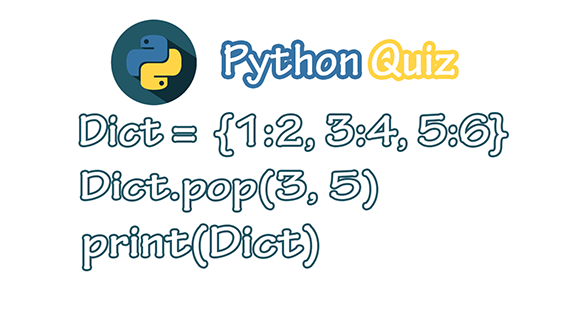 Python Quiz
Dict = {1:2, 3:4, 5:6}
Dict.pop(3, 5)
print(Dict)